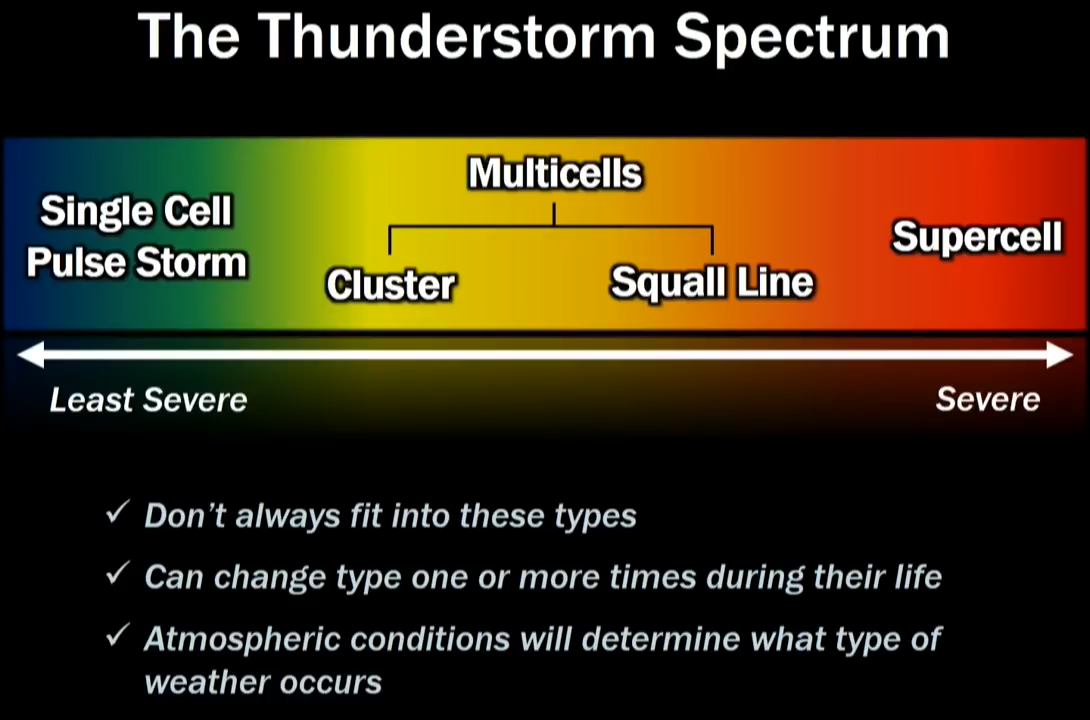 The Thunderstorm Spectrum
Multicells
Single Cell
Pulse Storm
Cluster
Squall Line
Supercell
Least Severe
Severe
✓ Don’t always fit into these types
✓ Can change type one or more times during their life
✓ Atmospheric conditions will determine what type of
weather occurs